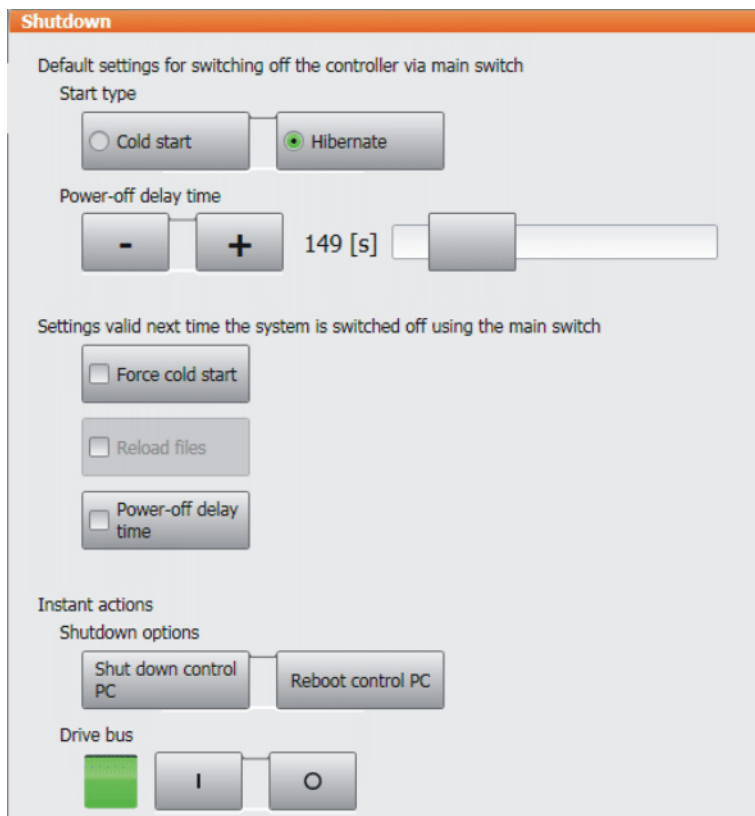 Shutdown
Default settings for switching off the controller via main switch
Start type
Cold start
Hibernate
Power-off delay time
-
+
149 [s]
Settings valid next time the system is switched off using the main switch
Force cold start
Reload files
Power-off delay
time
Instant actions
Shutdown options
Shut down control
PC
Reboot control PC
Drive bus
I
O